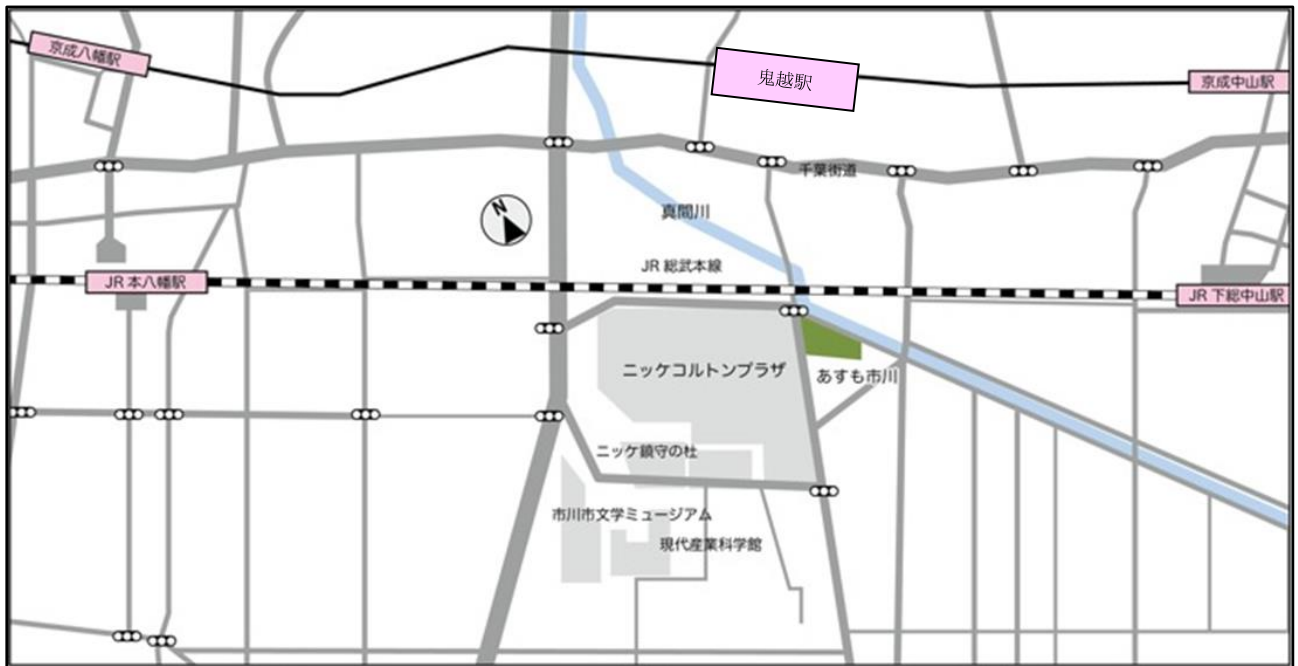 京成八幡駅
鬼越駅
京成中山駅
千葉街道
真間川
N
JR 総武本線
JR 本八幡駅
JR 下総中山駅
ニッケコルトンプラザ
あすも市川
ニッケ鎮守の杜
市川市文学ミュージアム
現代産業科学館